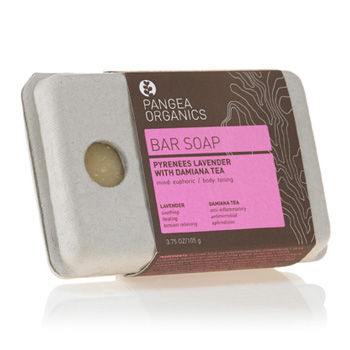 PANGEA
ORGANICS
BAR SOAP
PYRENEES LAVENDER
WITH DAMIANA TEA
mind: euphoric / body: toning
LAVENDER
soothing
healing
tension relieving
DAMIANA TEA
anti-inflammatory
antimicrobial
aphrodisiac
3.75 OZ/105 g